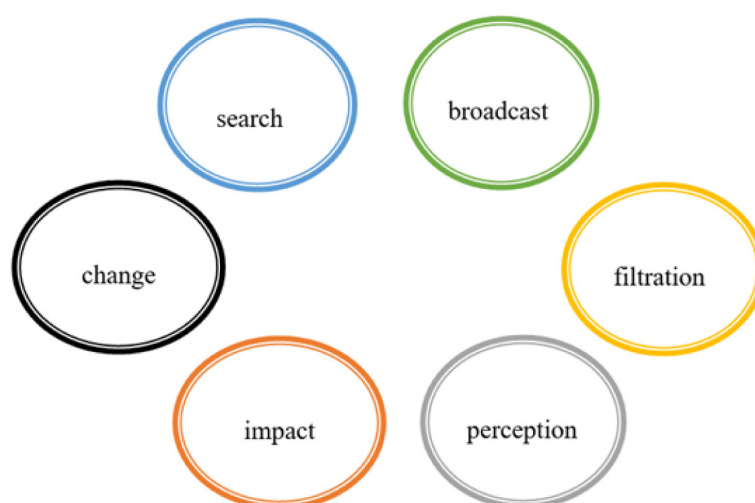 search
broadcast
change
filtration
impact
perception